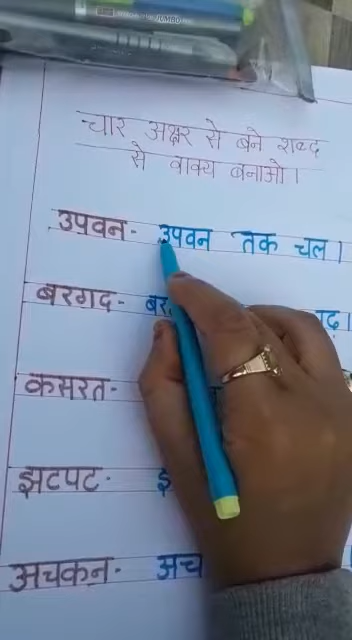 चार अक्षर से बने शब्द
से वाक्य बनाओ।
उपवन- उपवन तक चल।
बरगद-
कसरत-
झटपट-
अचकन- अच